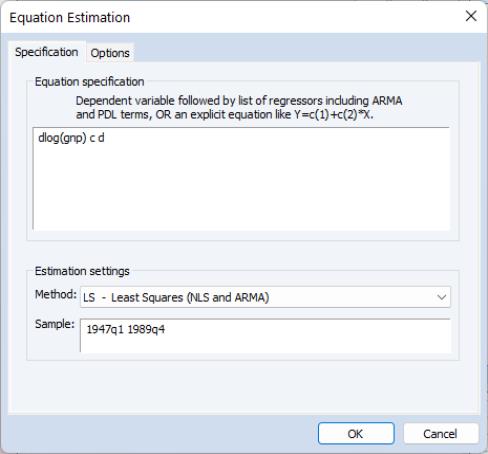 Equation Estimation
Specification Options
Equation specification
Dependent variable followed by list of regressors including ARMA
and PDL terms, OR an explicit equation like Y=c(1)+c(2)*X.
dlog(gnp) c d
Estimation settings
Method: LS - Least Squares (NLS and ARMA)
Sample: 1947q1 1989q4
OK Cancel